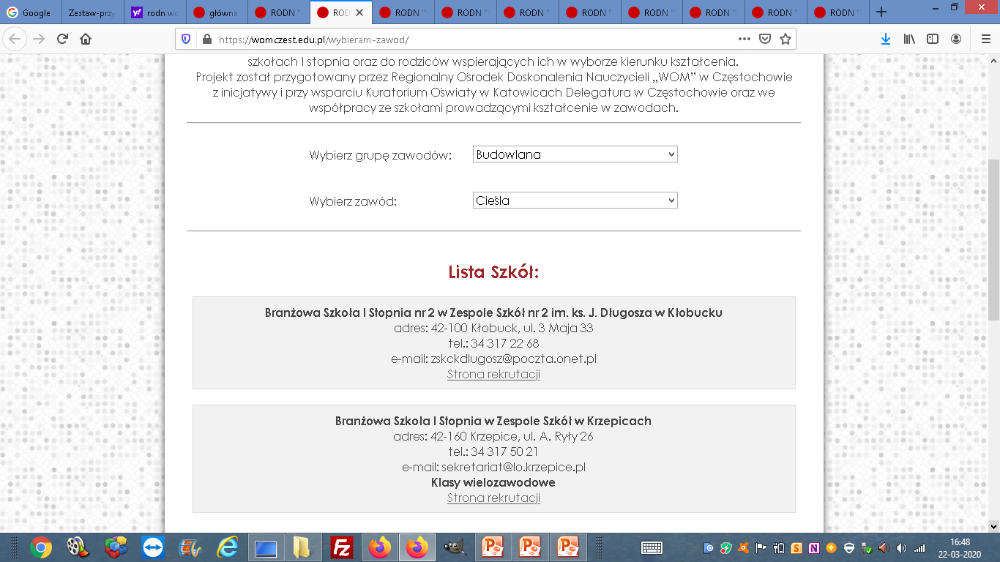 Google
Zestaw-przy
rodn wo
główna
RODN "
ROD
RODN "
RODN "
RODN "
RODN "
RODN "
RODN "
RODN "
RODN "
https://womczest.edu.pl/wybieram-zawod/
szkołach I stopnia oraz do rodziców wspierających ich w wyborze kierunku kształcenia.
Projekt został przygotowany przez Regionalny Ośrodek Doskonalenia Nauczycieli „WOM” w Częstochowie
z inicjatywy i przy wsparciu Kuratorium Oświaty w Katowicach Delegatura w Częstochowie oraz we
współpracy ze szkołami prowadzącymi kształcenie w zawodach.
Wybierz grupę zawodów: Budowlana
Wybierz zawód: Cieśla
Lista Szkół:
Branżowa Szkoła I Stopnia nr 2 w Zespole Szkół nr 2 im. ks. J. Długosza w Kłobucku
adres: 42-100 Kłobuck, ul. 3 Maja 33
tel.: 34 317 22 68
e-mail: zskckdlugosz@poczta.onet.pl
Strona rekrutacji
Branżowa Szkoła I Stopnia w Zespole Szkół w Krzepicach
adres: 42-160 Krzepice, ul. A. Ryły 26
tel.: 34 317 50 21
e-mail: sekretariat@lo.krzepice.pl
Klasy wielozawodowe
Strona rekrutacji
16:48
22-03-2020